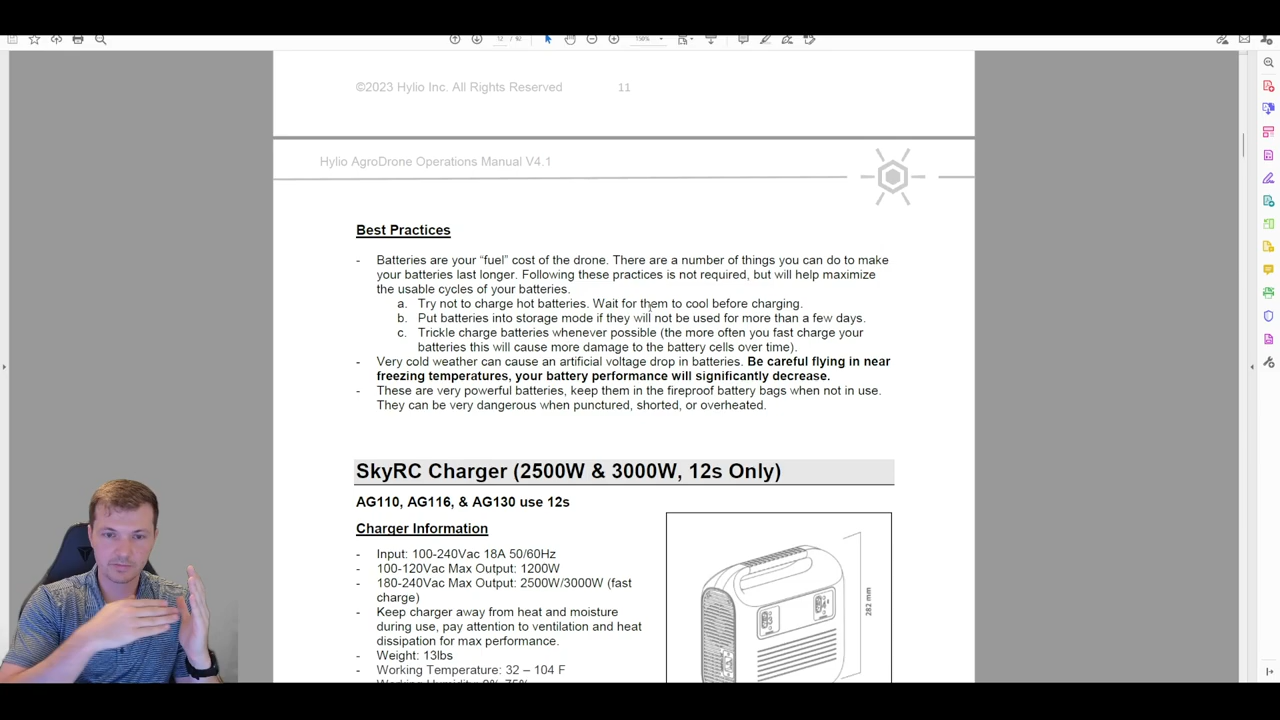 12 / 92
150%
©2023 Hylio Inc. All Rights Reserved 11
Hylio AgroDrone Operations Manual V4.1
Best Practices
- Batteries are your “fuel” cost of the drone. There are a number of things you can do to make
your batteries last longer. Following these practices is not required, but will help maximize
the usable cycles of your batteries.
a. Try not to charge hot batteries. Wait for them to cool before charging.
b. Put batteries into storage mode if they will not be used for more than a few days.
c. Trickle charge batteries whenever possible (the more often you fast charge your
batteries this will cause more damage to the battery cells over time).
- Very cold weather can cause an artificial voltage drop in batteries. Be careful flying in near
freezing temperatures, your battery performance will significantly decrease.
- These are very powerful batteries, keep them in the fireproof battery bags when not in use.
They can be very dangerous when punctured, shorted, or overheated.
SkyRC Charger (2500W & 3000W, 12s Only)
AG110, AG116, & AG130 use 12s
Charger Information
- Input: 100-240Vac 18A 50/60Hz
- 100-120Vac Max Output: 1200W
- 180-240Vac Max Output: 2500W/3000W (fast
charge)
- Keep charger away from heat and moisture
during use, pay attention to ventilation and heat
dissipation for max performance.
- Weight: 13lbs
- Working Temperature: 32 – 104 F
- Working Humidity: 0% - 75%
282 mm